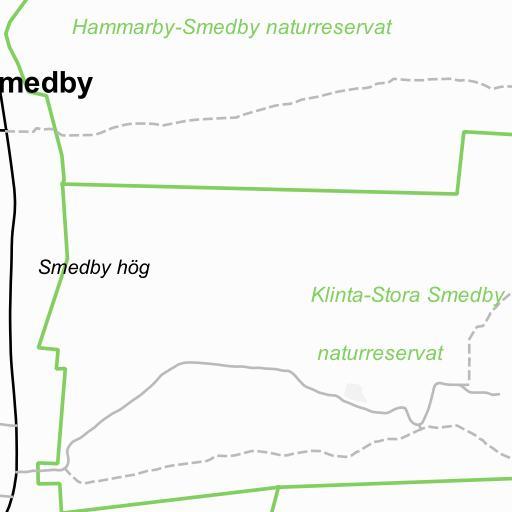 Hammarby-Smedby naturreservat
medby
Smedby hög
Klinta-Stora Smedby
naturreservat